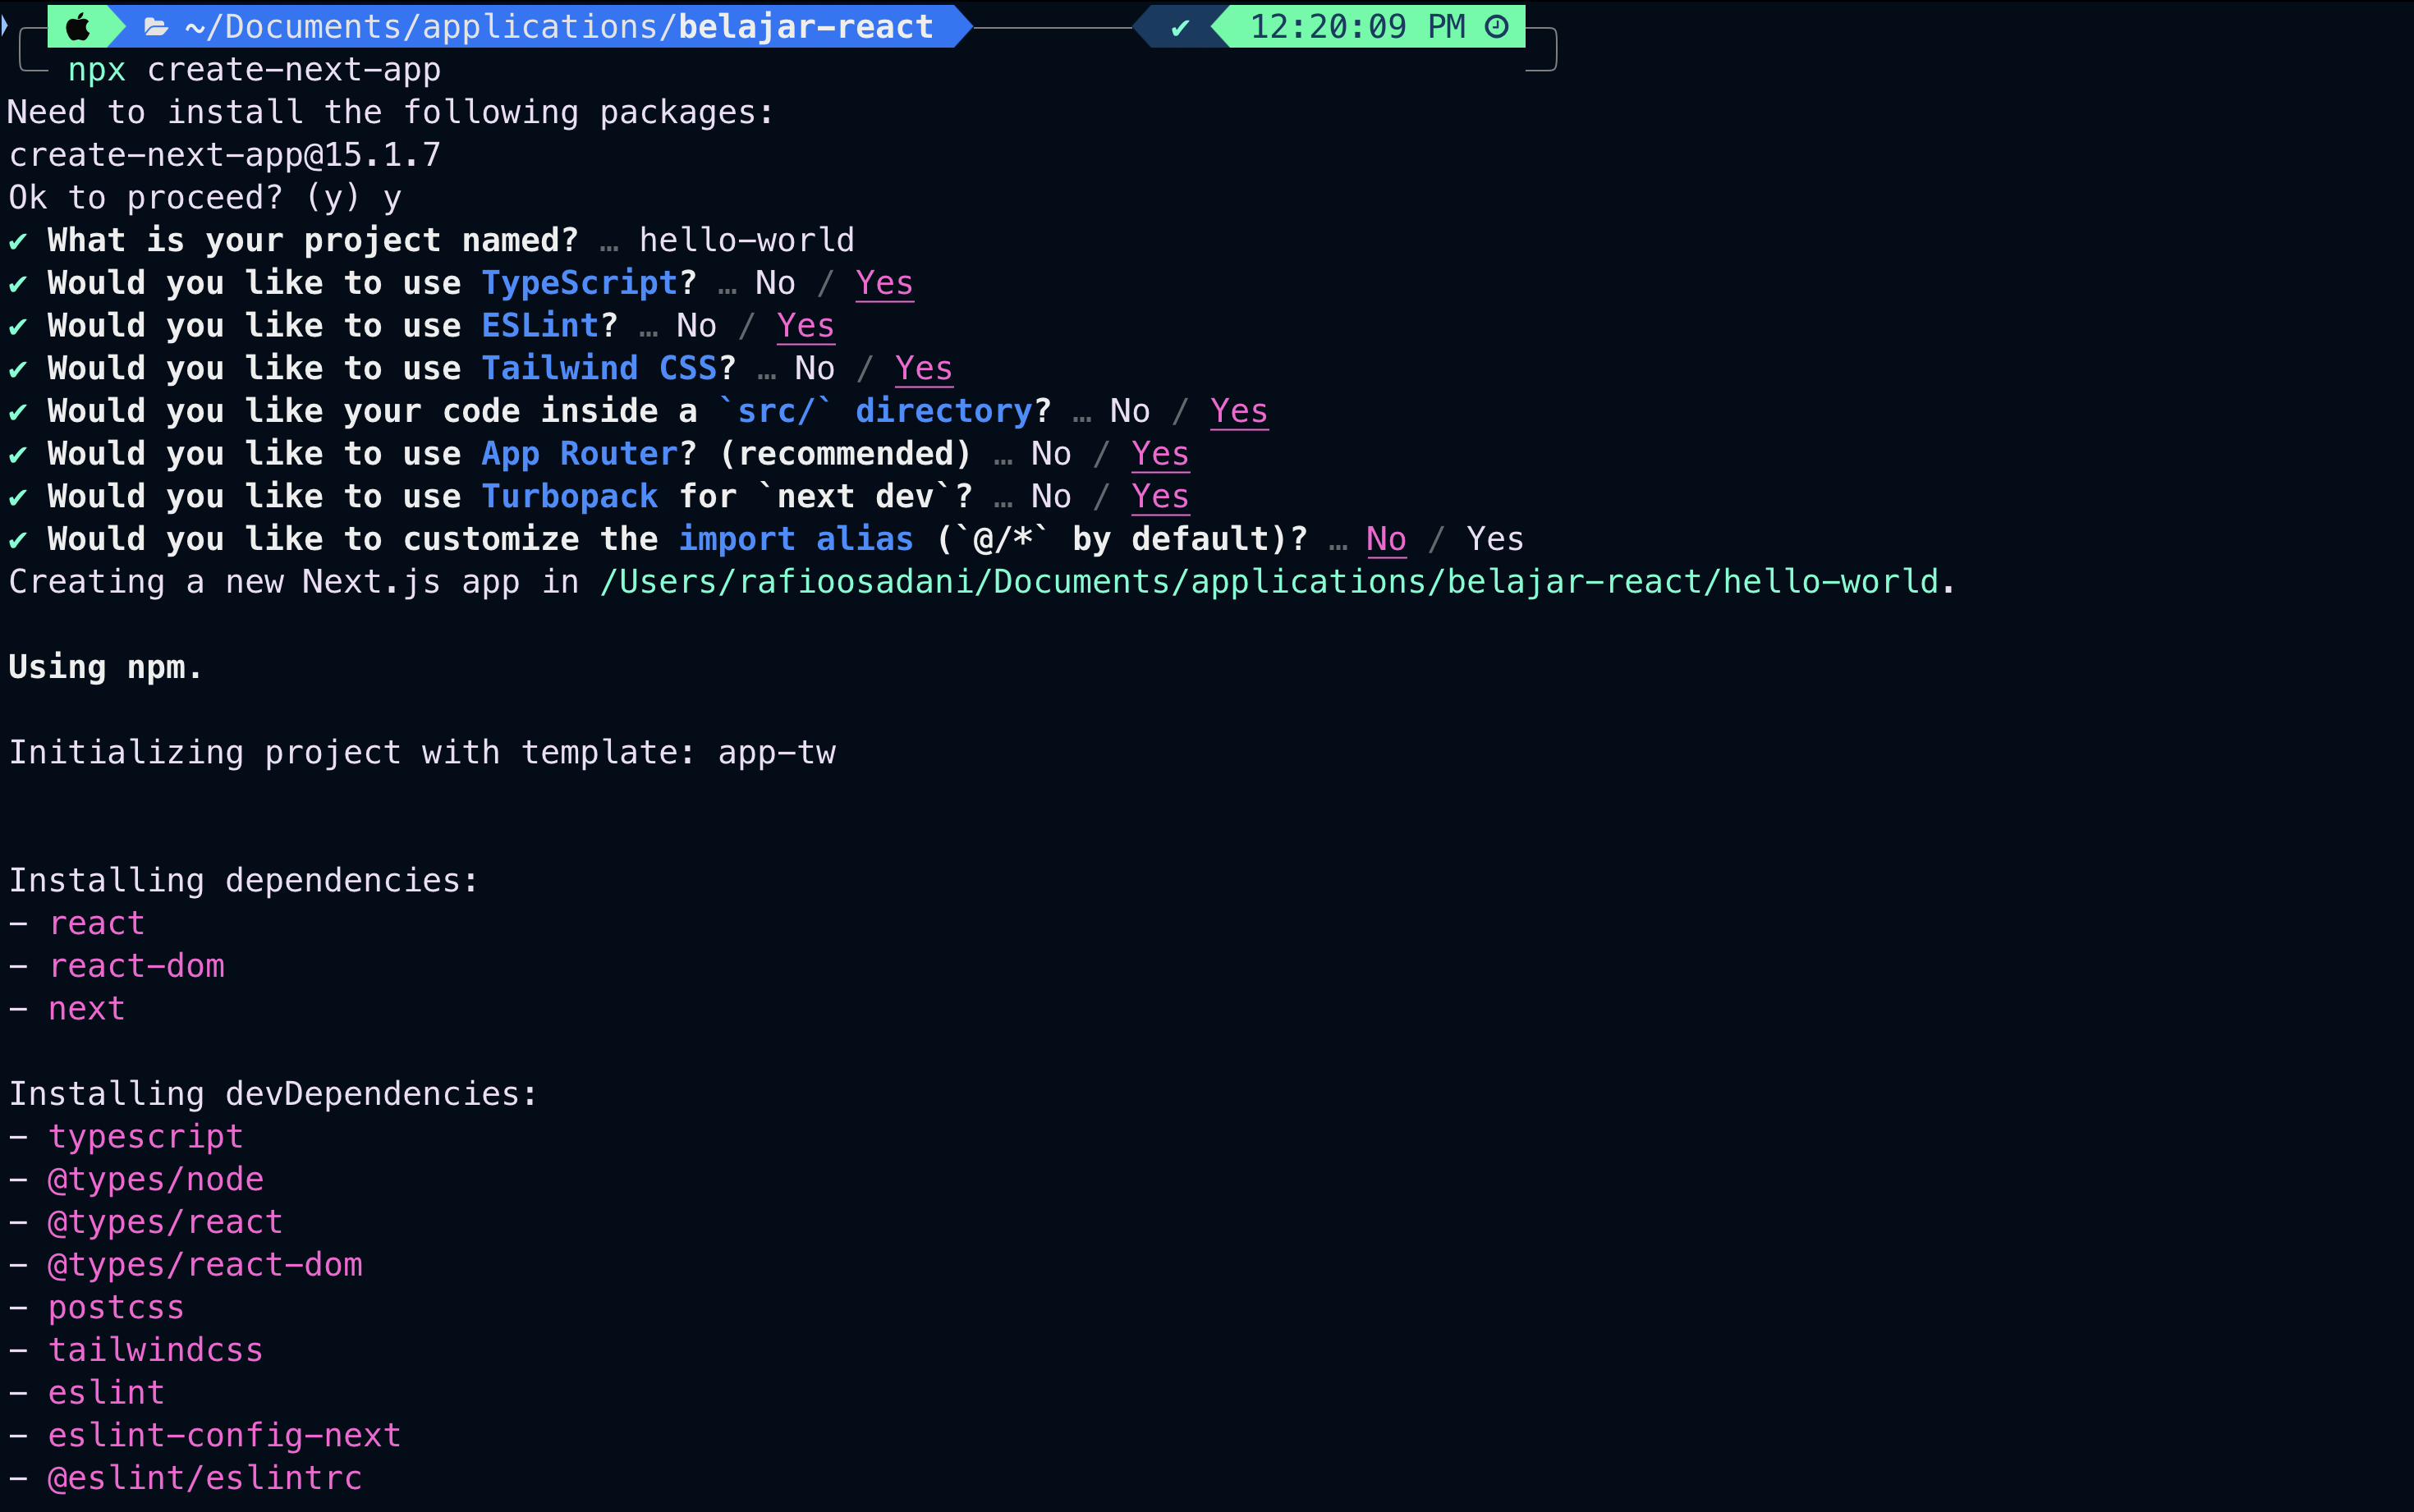 ~/Documents/applications/belajar-react ✔ 12:20:09 PM
npx create-next-app
Need to install the following packages:
create-next-app@15.1.7
Ok to proceed? (y) y
✔ What is your project named? … hello-world
✔ Would you like to use TypeScript? … No / Yes
✔ Would you like to use ESLint? … No / Yes
✔ Would you like to use Tailwind CSS? … No / Yes
✔ Would you like your code inside a `src/` directory? … No / Yes
✔ Would you like to use App Router? (recommended) … No / Yes
✔ Would you like to use Turbopack for `next dev`? … No / Yes
✔ Would you like to customize the import alias (`@/*` by default)? … No / Yes
Creating a new Next.js app in /Users/rafioosadani/Documents/applications/belajar-react/hello-world.
Using npm.
Initializing project with template: app-tw
Installing dependencies:
- react
- react-dom
- next
Installing devDependencies:
- typescript
- @types/node
- @types/react
- @types/react-dom
- postcss
- tailwindcss
- eslint
- eslint-config-next
- @eslint/eslintrc